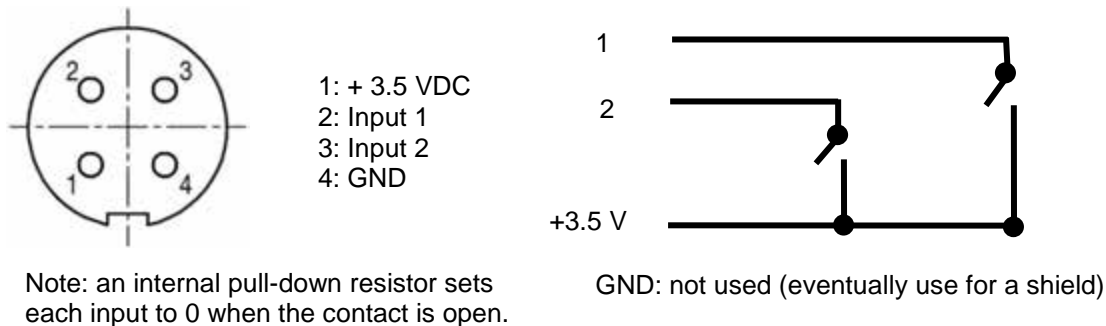 2
3
1
4
1: + 3.5 VDC
2: Input 1
3: Input 2
4: GND
1
2
+3.5 V
Note: an internal pull-down resistor sets
each input to 0 when the contact is open.
GND: not used (eventually use for a shield)